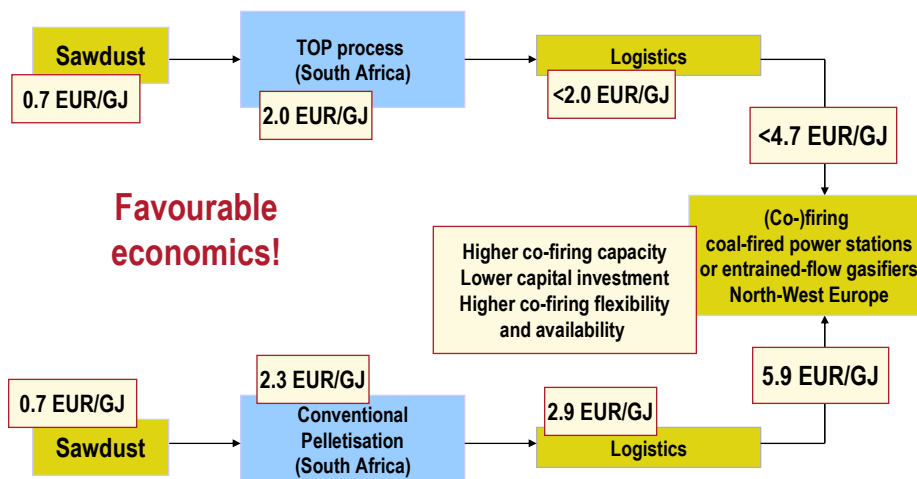 Sawdust
0.7 EUR/GJ
TOP process
(South Africa)
2.0 EUR/GJ
Logistics
<2.0 EUR/GJ
<4.7 EUR/GJ
Favourable
economics!
Higher co-firing capacity
Lower capital investment
Higher co-firing flexibility
and availability
(Co-)firing
coal-fired power stations
or entrained-flow gasifiers
North-West Europe
0.7 EUR/GJ
Sawdust
2.3 EUR/GJ
Conventional
Pelletisation
(South Africa)
2.9 EUR/GJ
Logistics
5.9 EUR/GJ